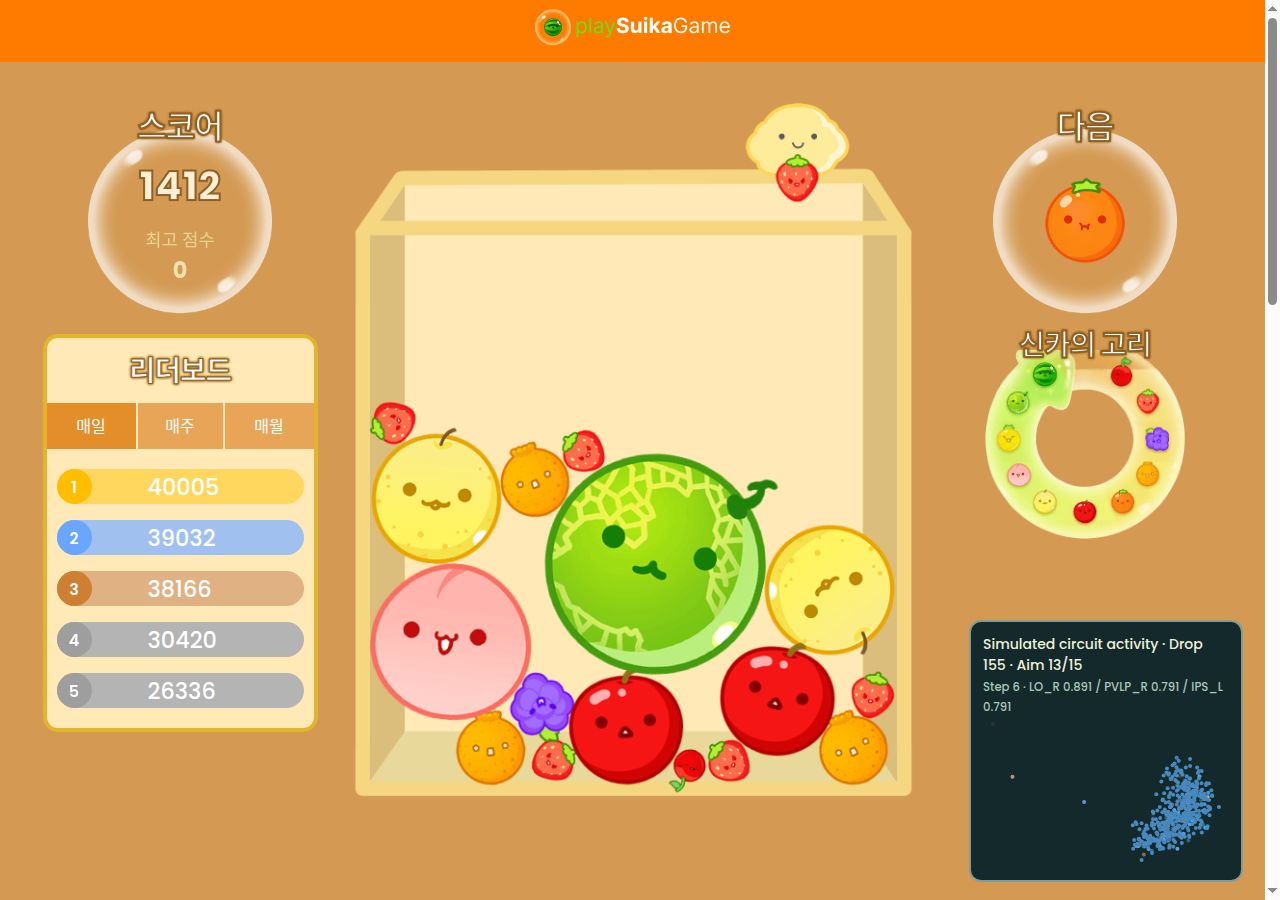 playSuikaGame
스코어
1412
최고 점수
0
리더보드
매일 매주 매월
1 40005
2 39032
3 38166
4 30420
5 26336
다음
신카의 고리
Simulated circuit activity · Drop
155 · Aim 13/15
Step 6 · LO_R 0.891 / PVLP_R 0.791 / IPS_L
0.791